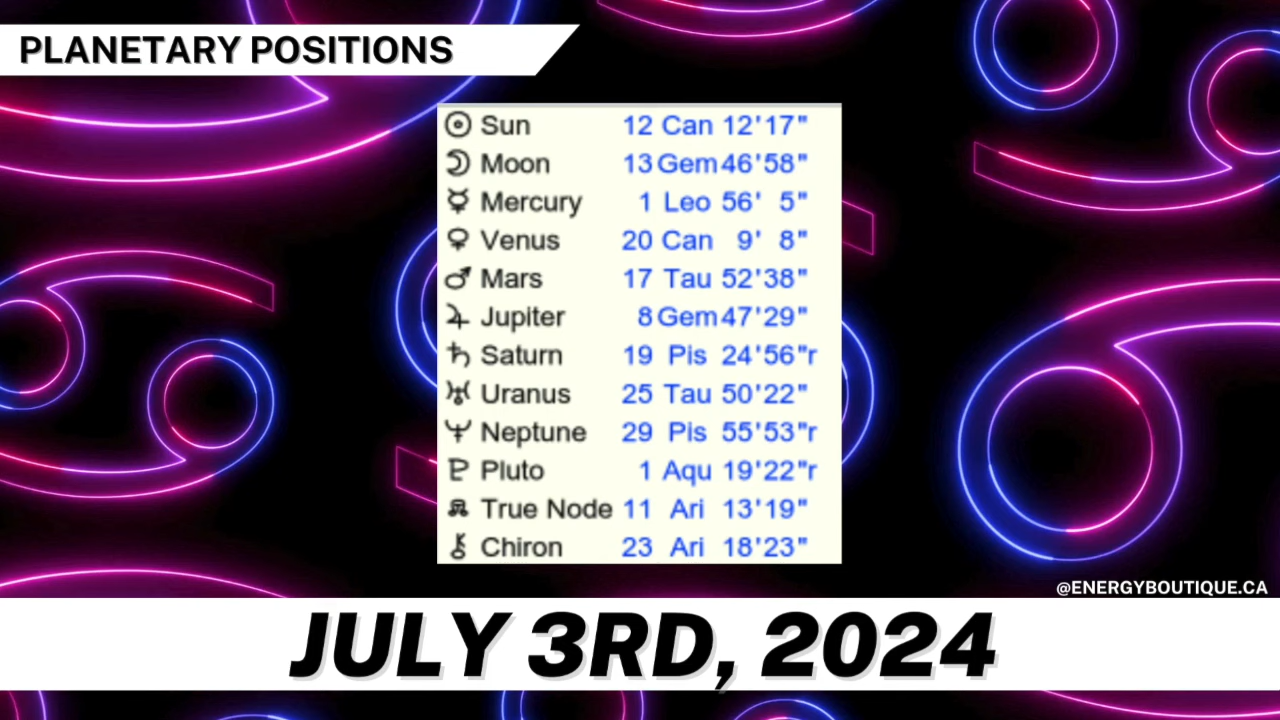 PLANETARY POSITIONS
Sun 12 Can 12'17"
Moon 13 Gem 46'58"
Mercury 1 Leo 56' 5"
Venus 20 Can 9' 8"
Mars 17 Tau 52'38"
Jupiter 8 Gem 47'29"
Saturn 19 Pis 24'56"r
Uranus 25 Tau 50'22"
Neptune 29 Pis 55'53"r
Pluto 1 Aqu 19'22"r
True Node 11 Ari 13'19"
Chiron 23 Ari 18'23"
@ENERGYBOUTIQUE.CA
JULY 3RD, 2024